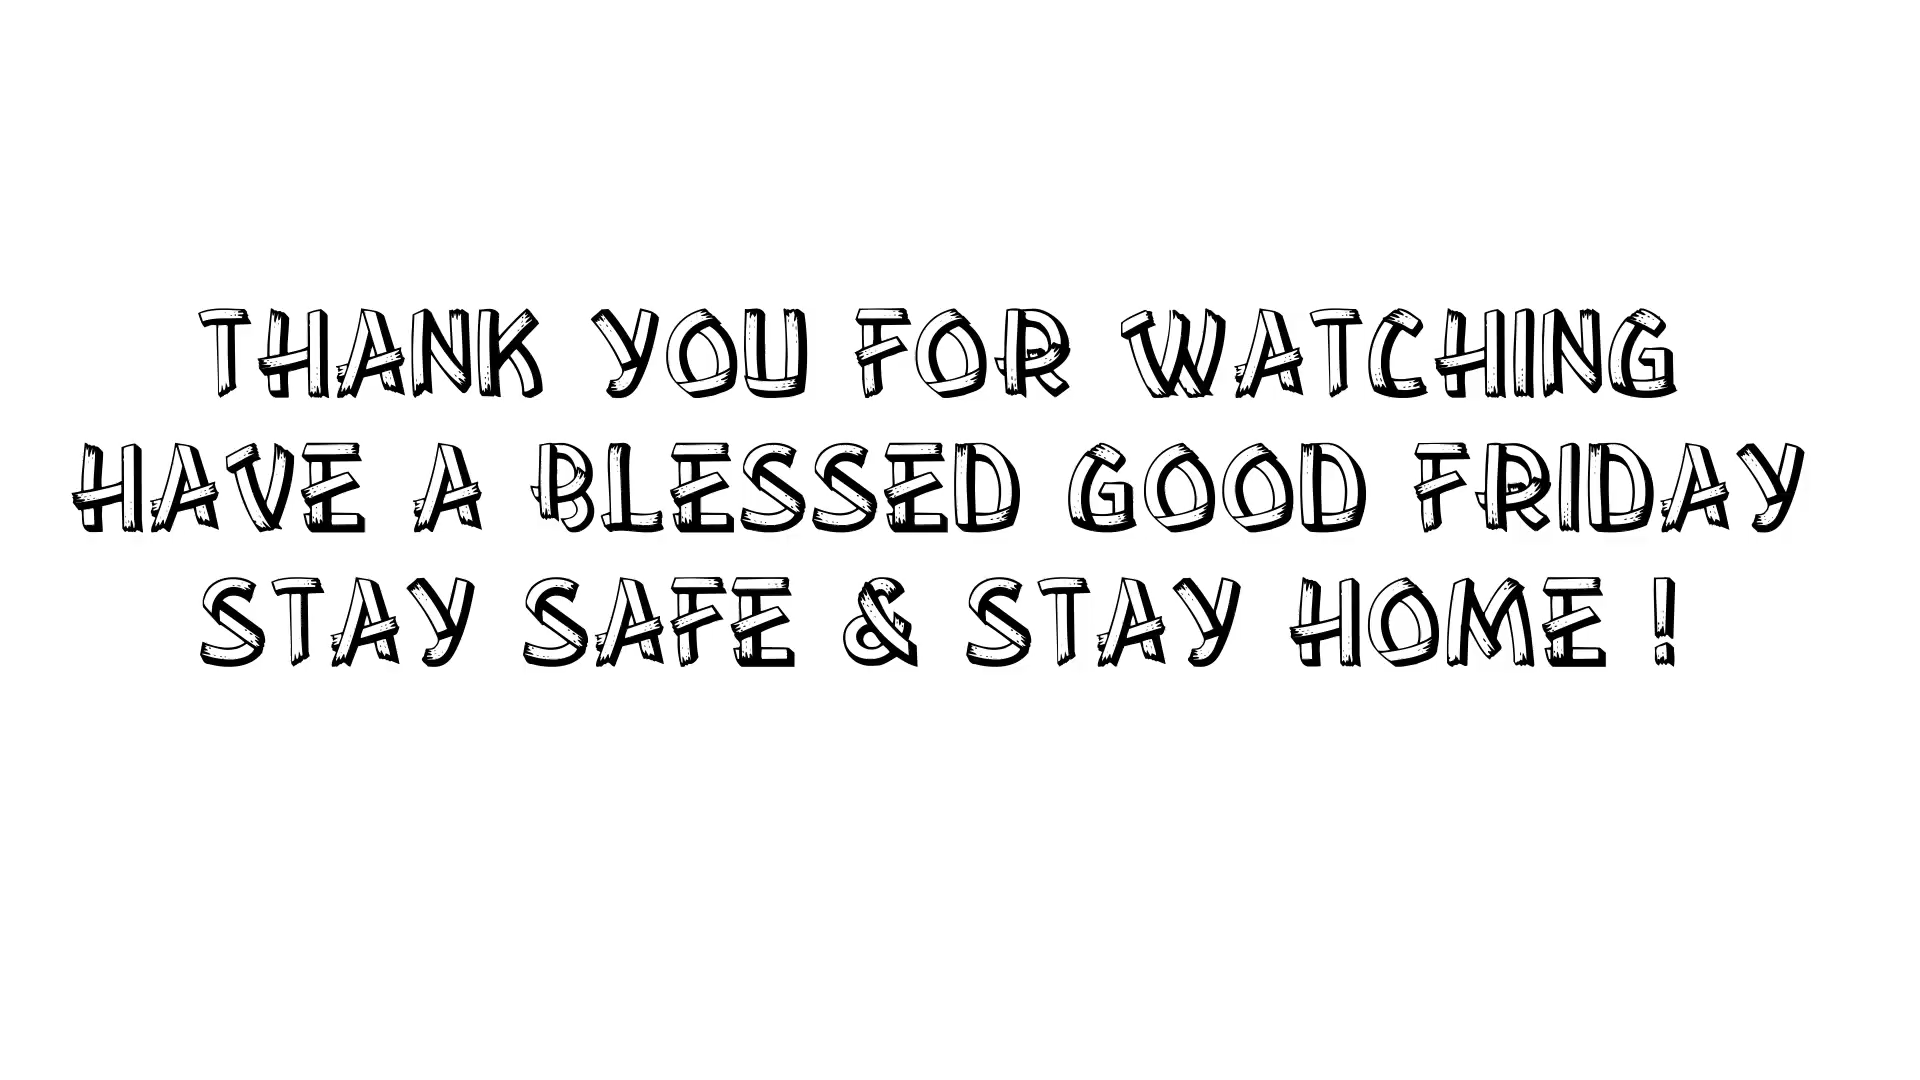 THANK YOU FOR WATCHING
HAVE A BLESSED GOOD FRIDAY
STAY SAFE & STAY HOME !